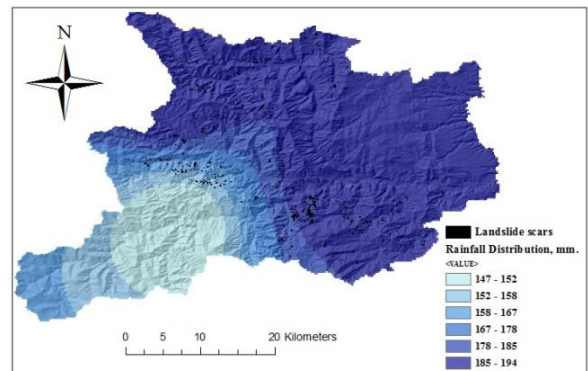 N
Landslide scars
Rainfall Distribution, mm.
<VALUE>
147 - 152
152 - 158
158 - 167
167 - 178
178 - 185
185 - 194
0 5 10 20 Kilometers